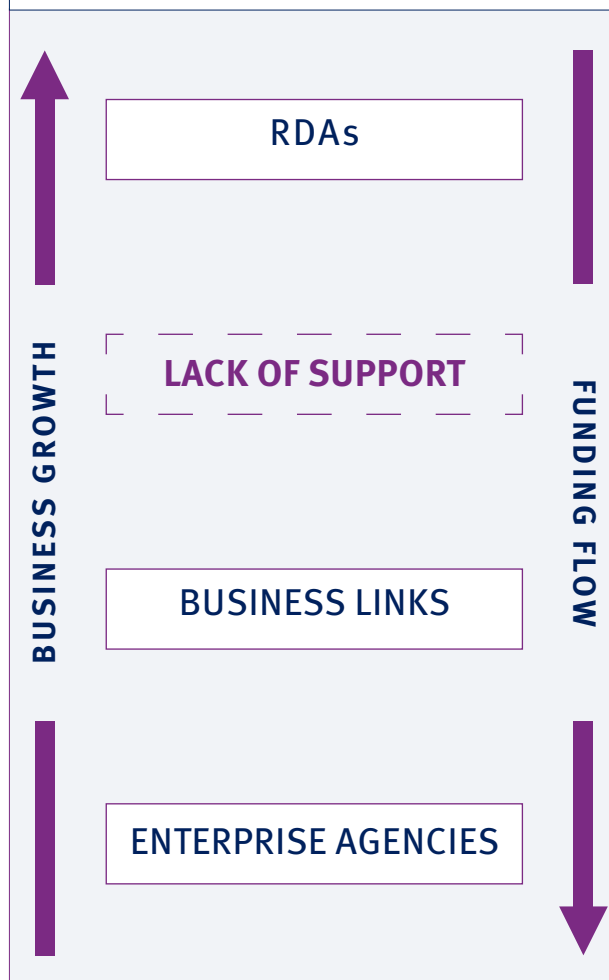 RDAs
LACK OF SUPPORT
BUSINESS GROWTH
FUNDING FLOW
BUSINESS LINKS
ENTERPRISE AGENCIES